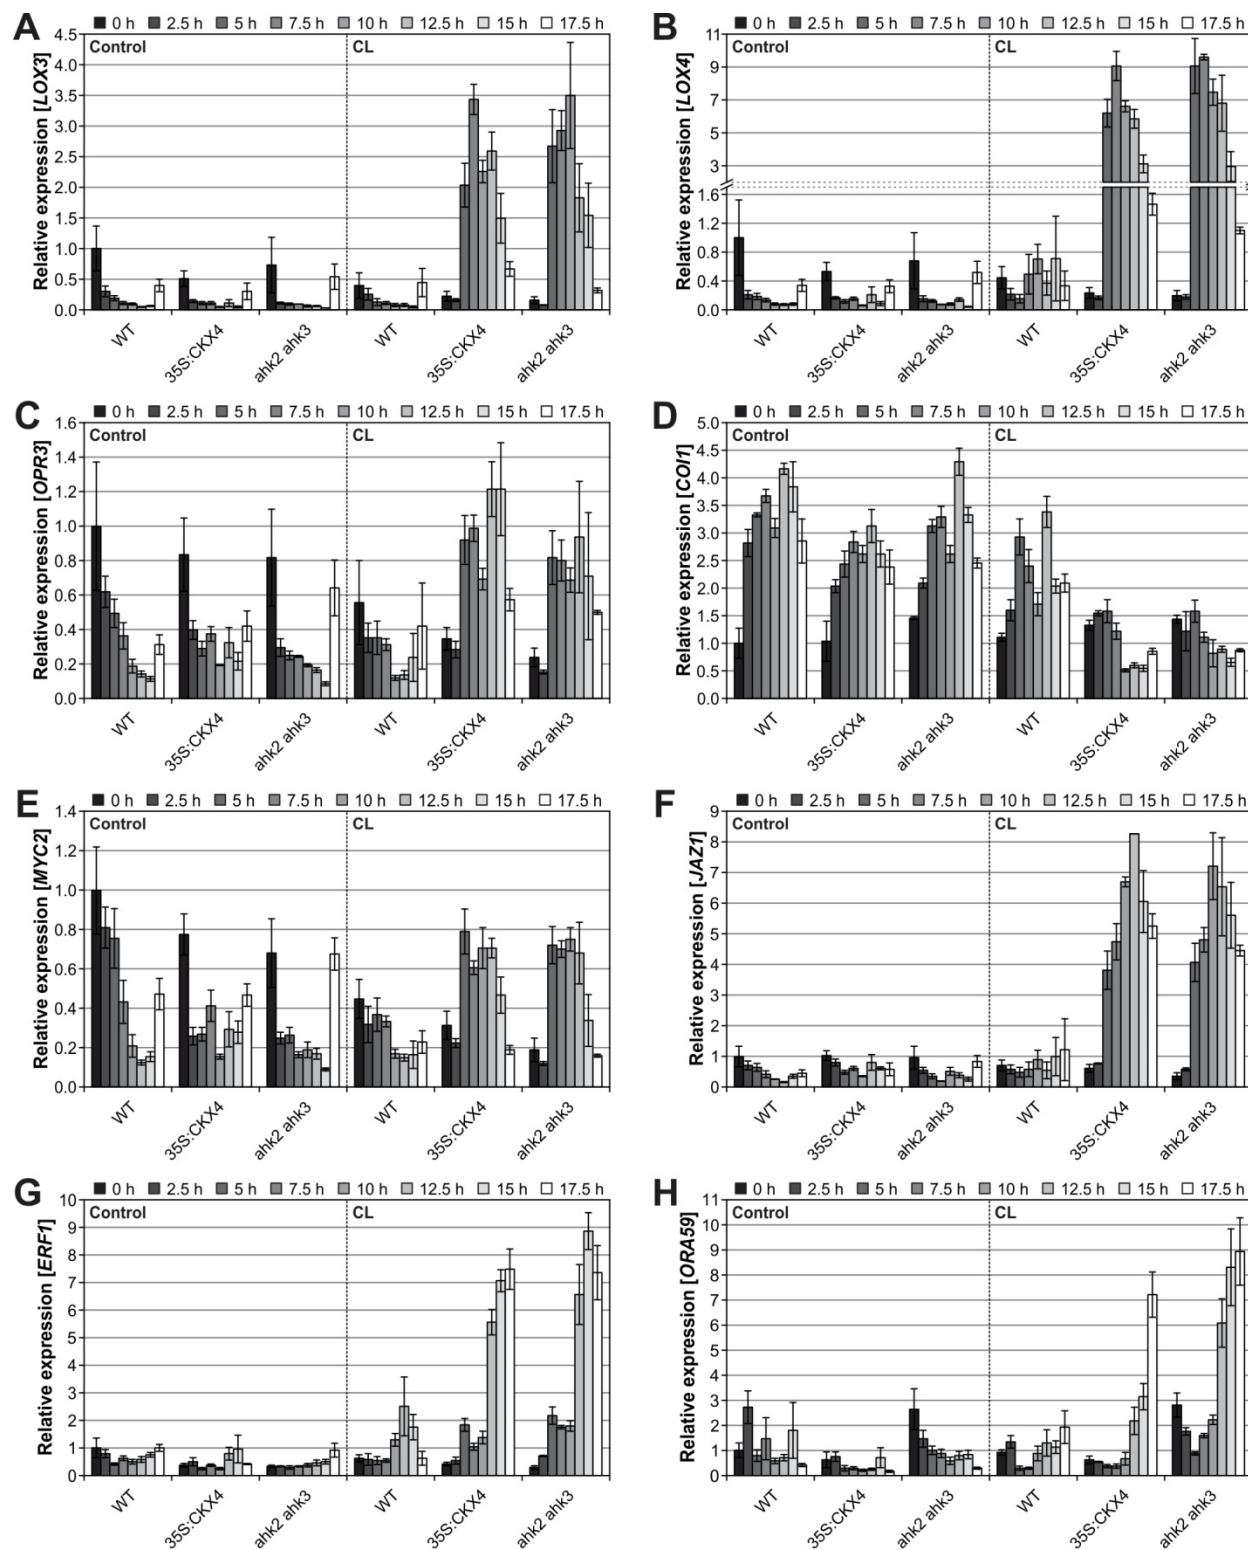 A
0 h 2.5 h 5 h 7.5 h 10 h 12.5 h 15 h 17.5 h
Relative expression [LOX3]
4.5
4.0
3.5
3.0
2.5
2.0
1.5
1.0
0.5
0.0
Control
CL
WT
35S:CKX4
ahk2 ahk3
WT
35S:CKX4
ahk2 ahk3
B
0 h 2.5 h 5 h 7.5 h 10 h 12.5 h 15 h 17.5 h
Relative expression [LOX4]
11
9
7
5
3
1.6
1.2
0.8
0.4
0.0
Control
CL
WT
35S:CKX4
ahk2 ahk3
WT
35S:CKX4
ahk2 ahk3
C
0 h 2.5 h 5 h 7.5 h 10 h 12.5 h 15 h 17.5 h
Relative expression [OPR3]
1.6
1.4
1.2
1.0
0.8
0.6
0.4
0.2
0.0
Control
CL
WT
35S:CKX4
ahk2 ahk3
WT
35S:CKX4
ahk2 ahk3
D
0 h 2.5 h 5 h 7.5 h 10 h 12.5 h 15 h 17.5 h
Relative expression [COI1]
5.0
4.5
4.0
3.5
3.0
2.5
2.0
1.5
1.0
0.5
0.0
Control
CL
WT
35S:CKX4
ahk2 ahk3
WT
35S:CKX4
ahk2 ahk3
E
0 h 2.5 h 5 h 7.5 h 10 h 12.5 h 15 h 17.5 h
Relative expression [MYC2]
1.4
1.2
1.0
0.8
0.6
0.4
0.2
0.0
Control
CL
WT
35S:CKX4
ahk2 ahk3
WT
35S:CKX4
ahk2 ahk3
F
0 h 2.5 h 5 h 7.5 h 10 h 12.5 h 15 h 17.5 h
Relative expression [JAZ1]
9
8
7
6
5
4
3
2
1
0
Control
CL
WT
35S:CKX4
ahk2 ahk3
WT
35S:CKX4
ahk2 ahk3
G
0 h 2.5 h 5 h 7.5 h 10 h 12.5 h 15 h 17.5 h
Relative expression [ERF1]
10
9
8
7
6
5
4
3
2
1
0
Control
CL
WT
35S:CKX4
ahk2 ahk3
WT
35S:CKX4
ahk2 ahk3
H
0 h 2.5 h 5 h 7.5 h 10 h 12.5 h 15 h 17.5 h
Relative expression [ORA59]
11
10
9
8
7
6
5
4
3
2
1
0
Control
CL
WT
35S:CKX4
ahk2 ahk3
WT
35S:CKX4
ahk2 ahk3